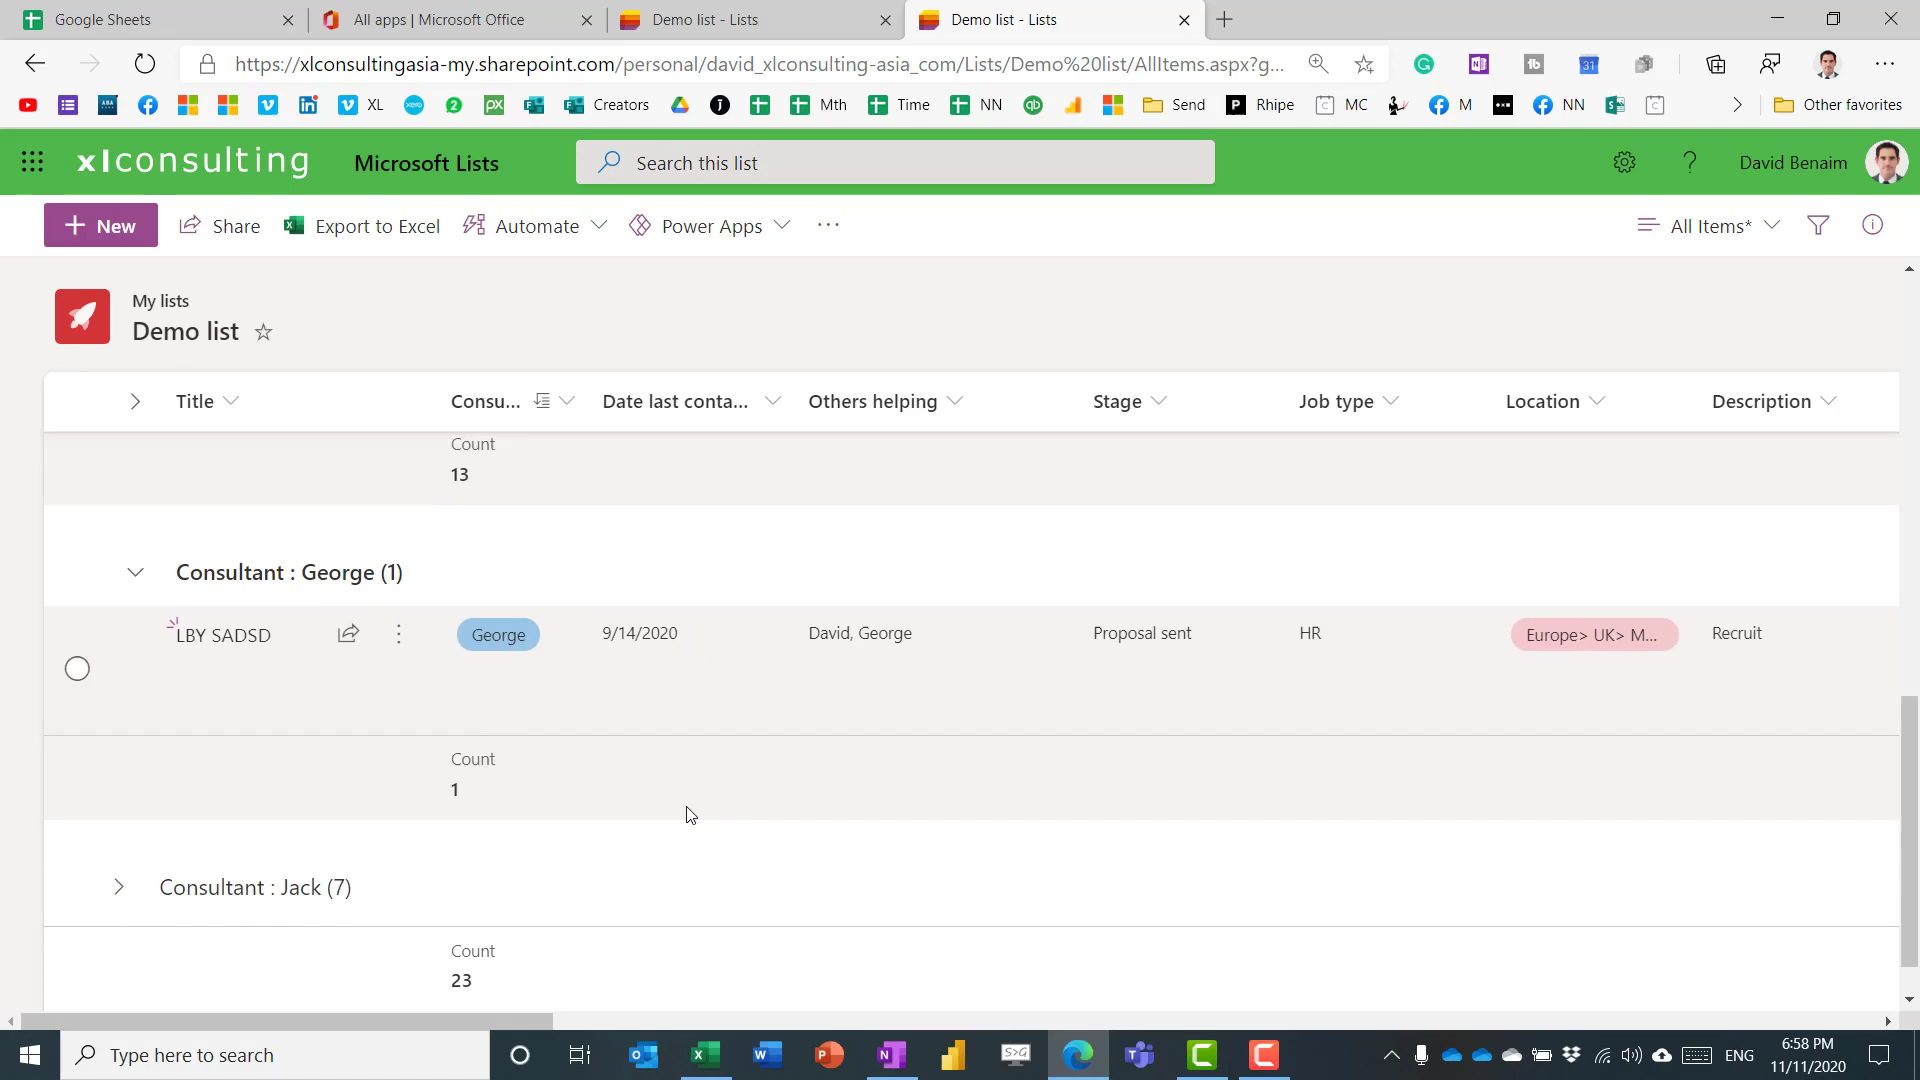 Google Sheets
All apps | Microsoft Office
Demo list - Lists
Demo list - Lists
https://xlconsultingasia-my.sharepoint.com/personal/david_xlconsulting-asia_com/Lists/Demo%20list/AllItems.aspx?g...
XL
Creators
Mth
Time
NN
Send
Rhipe
MC
M
NN
Other favorites
xlconsulting
Microsoft Lists
Search this list
David Benaim
New
Share
Export to Excel
Automate
Power Apps
All Items*
My lists
Demo list
Title
Consu...
Date last conta...
Others helping
Stage
Job type
Location
Description
Count
13
Consultant : George (1)
LBY SADSD
George
9/14/2020
David, George
Proposal sent
HR
Europe> UK> M...
Recruit
Count
1
Consultant : Jack (7)
Count
23
Type here to search
ENG
6:58 PM
11/11/2020